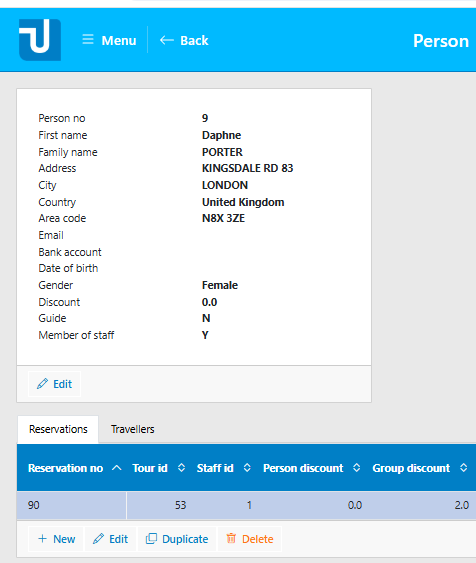 Menu Back Person
Person no 9
First name Daphne
Family name PORTER
Address KINGSDALE RD 83
City LONDON
Country United Kingdom
Area code N8X 3ZE
Email
Bank account
Date of birth
Gender Female
Discount 0.0
Guide N
Member of staff Y
Edit
Reservations Travellers
Reservation no Tour id Staff id Person discount Group discount
90 53 1 0.0 2.0
+ New Edit Duplicate Delete